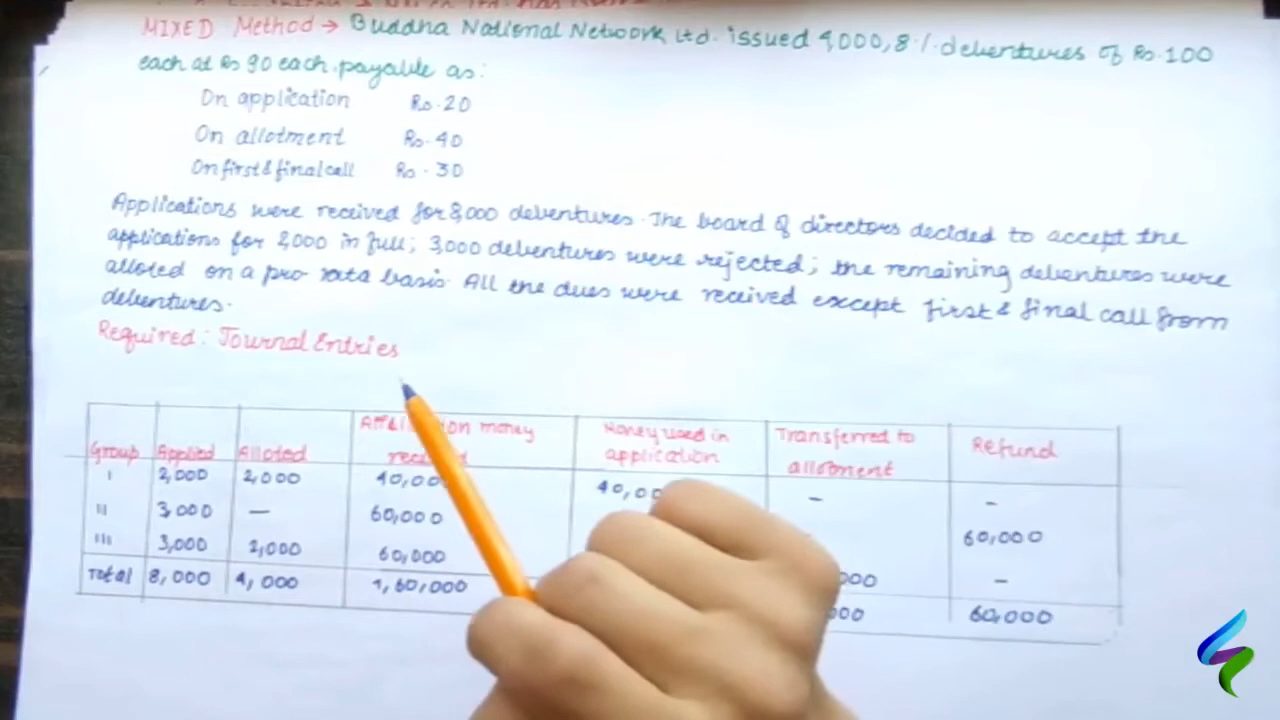 MIXED Method → Buddha National Network Ltd. issued 4,000, 8 % debentures of Rs. 100
each at Rs 90 each payable as:
On application Rs. 20
On allotment Rs. 40
On first & final call Rs. 30
Applications were received for 8,000 debentures. The board of directors decided to accept the
applications for 2,000 in full; 3,000 debentures were rejected; the remaining debentures were
alloted on a pro rata basis. All the dues were received except first & final call from
debentures.
Required: Journal Entries
Group Applied Alloted money Money used in application Transferred to allotment Refund
I 2,000 2,000 - -
II 3,000 — 60,000 60,000
III 3,000 2,000 60,000 -
Total 8,000 4,000 1,60,000 60,000